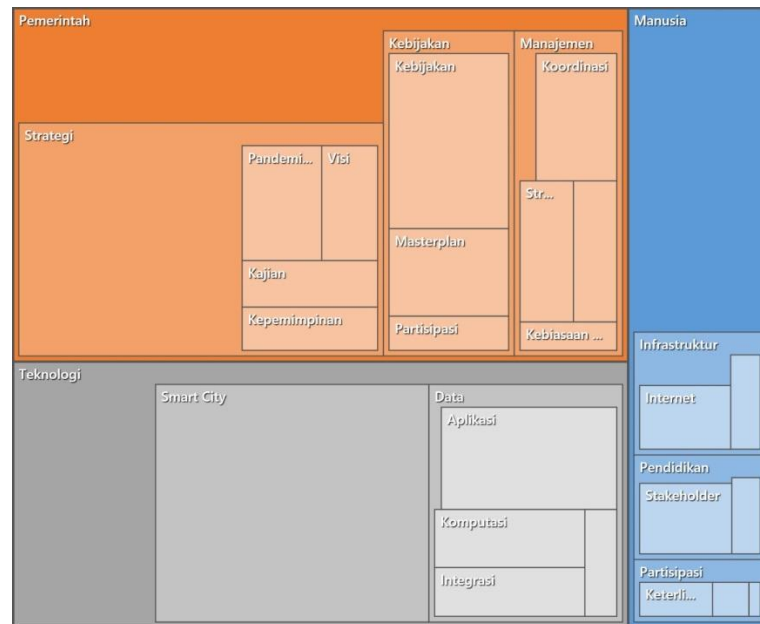 Pemerintah
Strategi
Pandemi...
Visi
Kajian
Kepemimpinan
Kebijakan
Kebijakan
Masterplan
Partisipasi
Manajemen
Koordinasi
Str...
Kebiasaan ...
Teknologi
Smart City
Data
Aplikasi
Komputasi
Integrasi
Manusia
Infrastruktur
Internet
Pendidikan
Stakeholder
Partisipasi
Keterli...